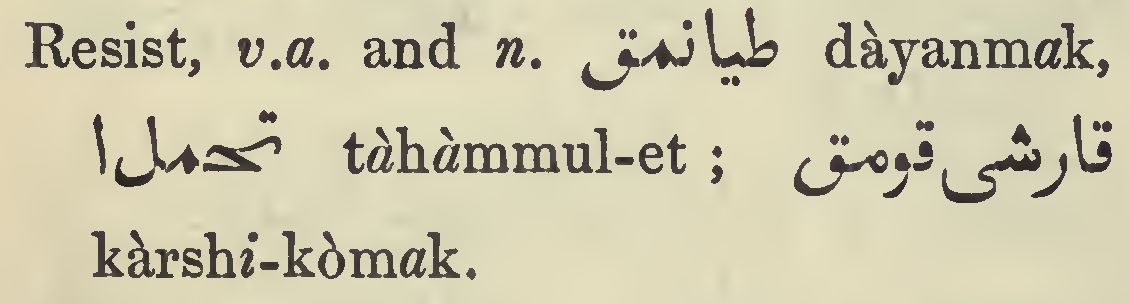 Resist, v.a. and n. طیانمق dàyanmak,
تحمل ا tàhàmmul-et ; قارشی قومق
kàrshi-kòmak.